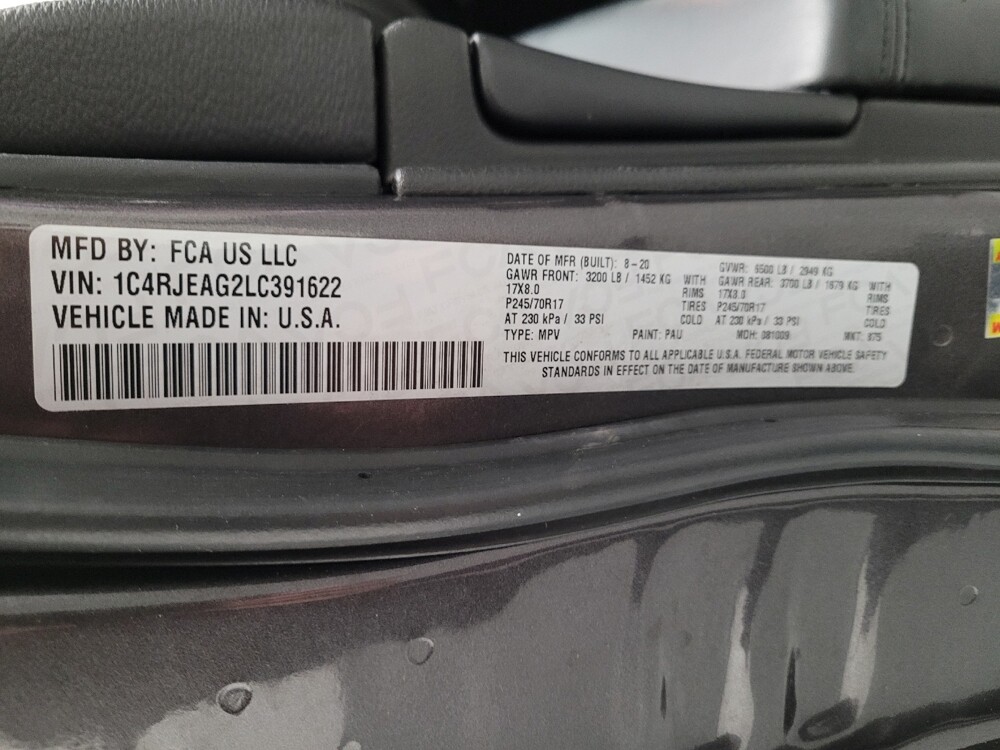 MFD BY: FCA US LLC
VIN: 1C4RJEAG2LC391622
VEHICLE MADE IN: U.S.A.
DATE OF MFR (BUILT): 8-20 GVWR: 6500 LB / 2949 KG
GAWR FRONT: 3200 LB / 1452 KG WITH GAWR REAR: 3700 LB / 1679 KG WITH
17X8.0 RIMS 17X8.0 RIMS
P245/70R17 TIRES P245/70R17 TIRES
AT 230 kPa / 33 PSI COLD AT 230 kPa / 33 PSI COLD
TYPE: MPV PAINT: PAU MDH: 081009 MKT:
THIS VEHICLE CONFORMS TO ALL APPLICABLE U.S.A. FEDERAL MOTOR VEHICLE SAFETY
STANDARDS IN EFFECT ON THE DATE OF MANUFACTURE SHOWN ABOVE.